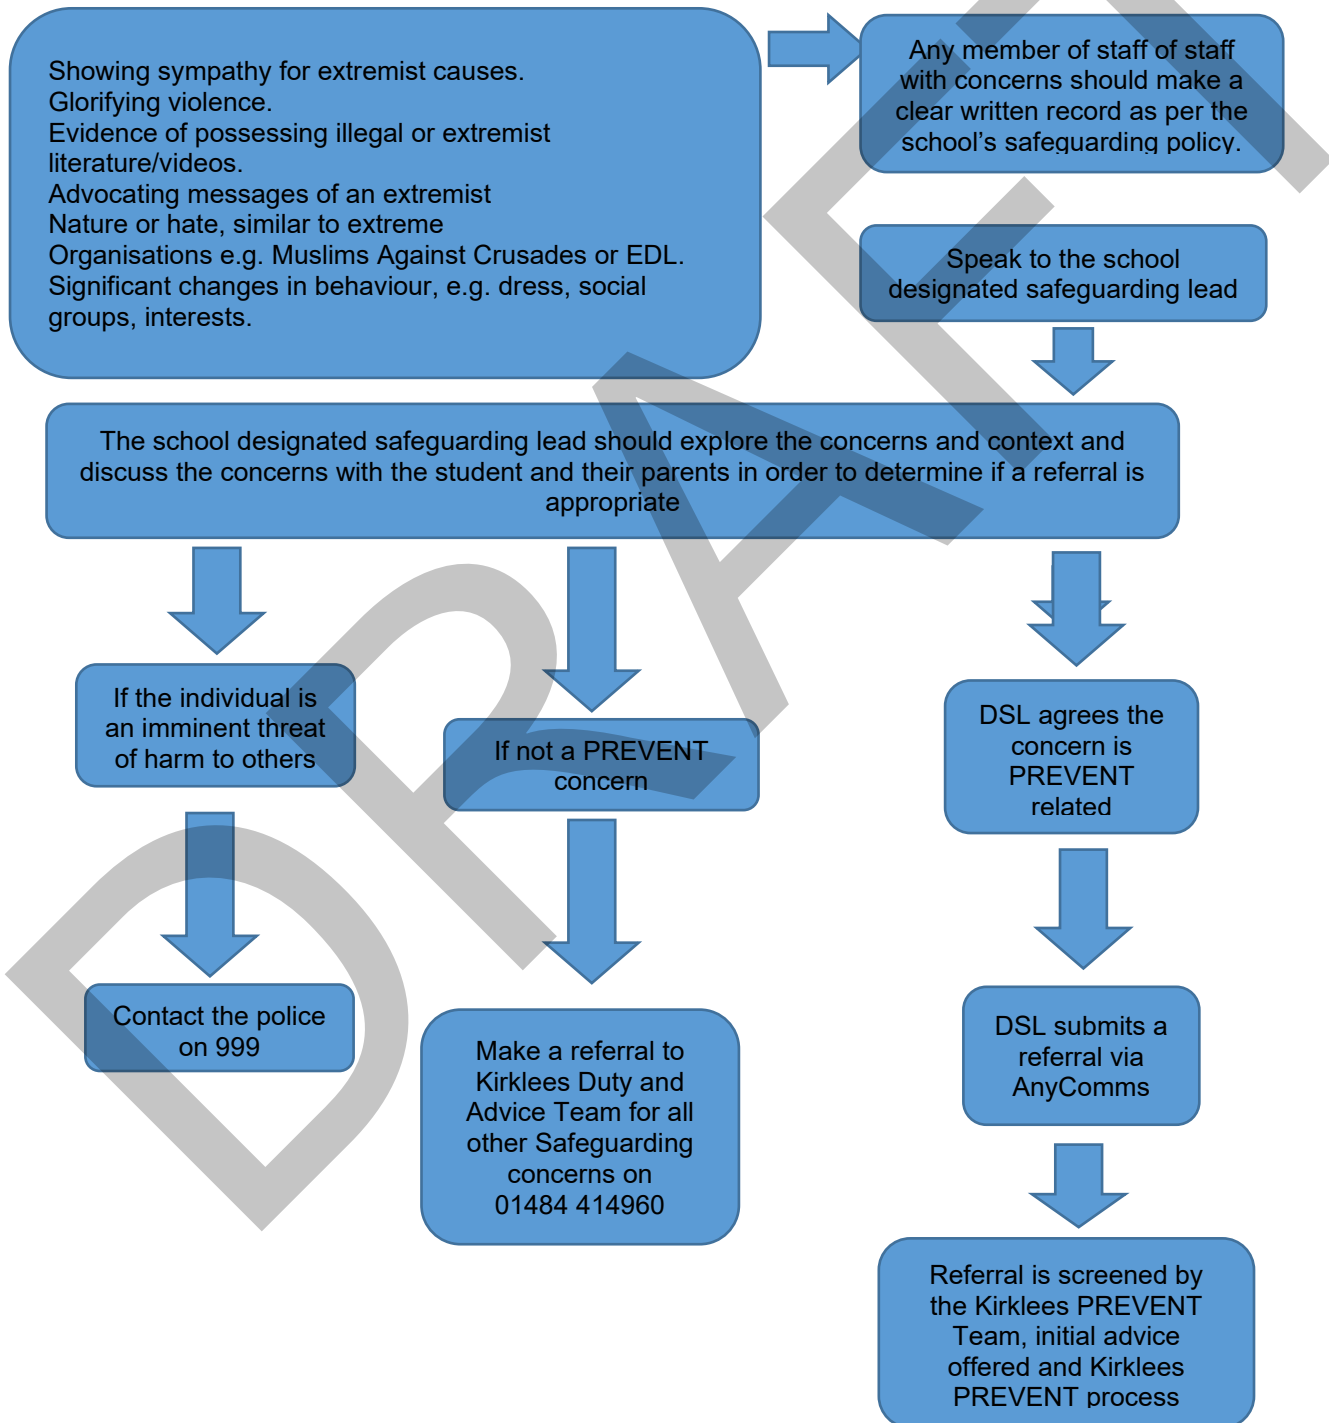 Showing sympathy for extremist causes.
Glorifying violence.
Evidence of possessing illegal or extremist
literature/videos.
Advocating messages of an extremist
Nature or hate, similar to extreme
Organisations e.g. Muslims Against Crusades or EDL.
Significant changes in behaviour, e.g. dress, social
groups, interests.
Any member of staff of staff
with concerns should make a
clear written record as per the
school’s safeguarding policy.
Speak to the school
designated safeguarding lead
The school designated safeguarding lead should explore the concerns and context and
discuss the concerns with the student and their parents in order to determine if a referral is
appropriate
If the individual is
an imminent threat
of harm to others
If not a PREVENT
concern
DSL agrees the
concern is
PREVENT
related
Contact the police
on 999
Make a referral to
Kirklees Duty and
Advice Team for all
other Safeguarding
concerns on
01484 414960
DSL submits a
referral via
AnyComms
Referral is screened by
the Kirklees PREVENT
Team, initial advice
offered and Kirklees
PREVENT process
DRAFT